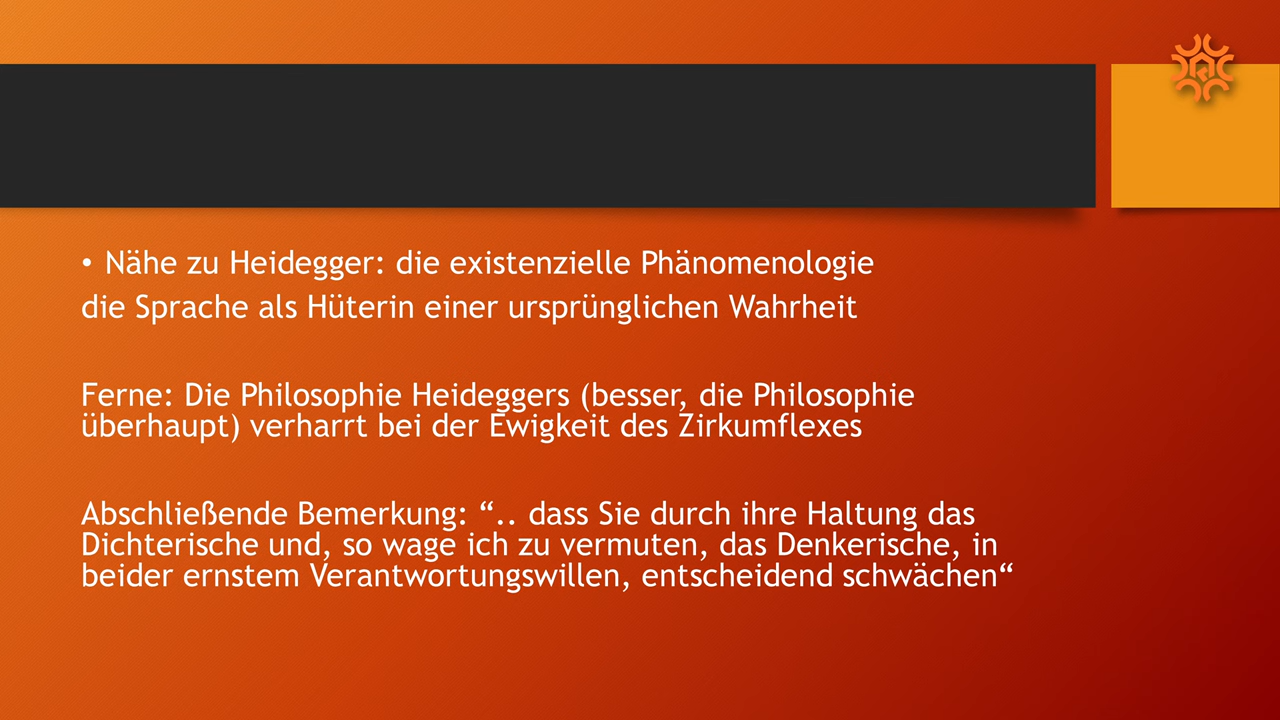 • Nähe zu Heidegger: die existenzielle Phänomenologie
die Sprache als Hüterin einer ursprünglichen Wahrheit
Ferne: Die Philosophie Heideggers (besser, die Philosophie
überhaupt) verharrt bei der Ewigkeit des Zirkumflexes
Abschließende Bemerkung: “.. dass Sie durch ihre Haltung das
Dichterische und, so wage ich zu vermuten, das Denkerische, in
beider ernstem Verantwortungswillen, entscheidend schwächen“